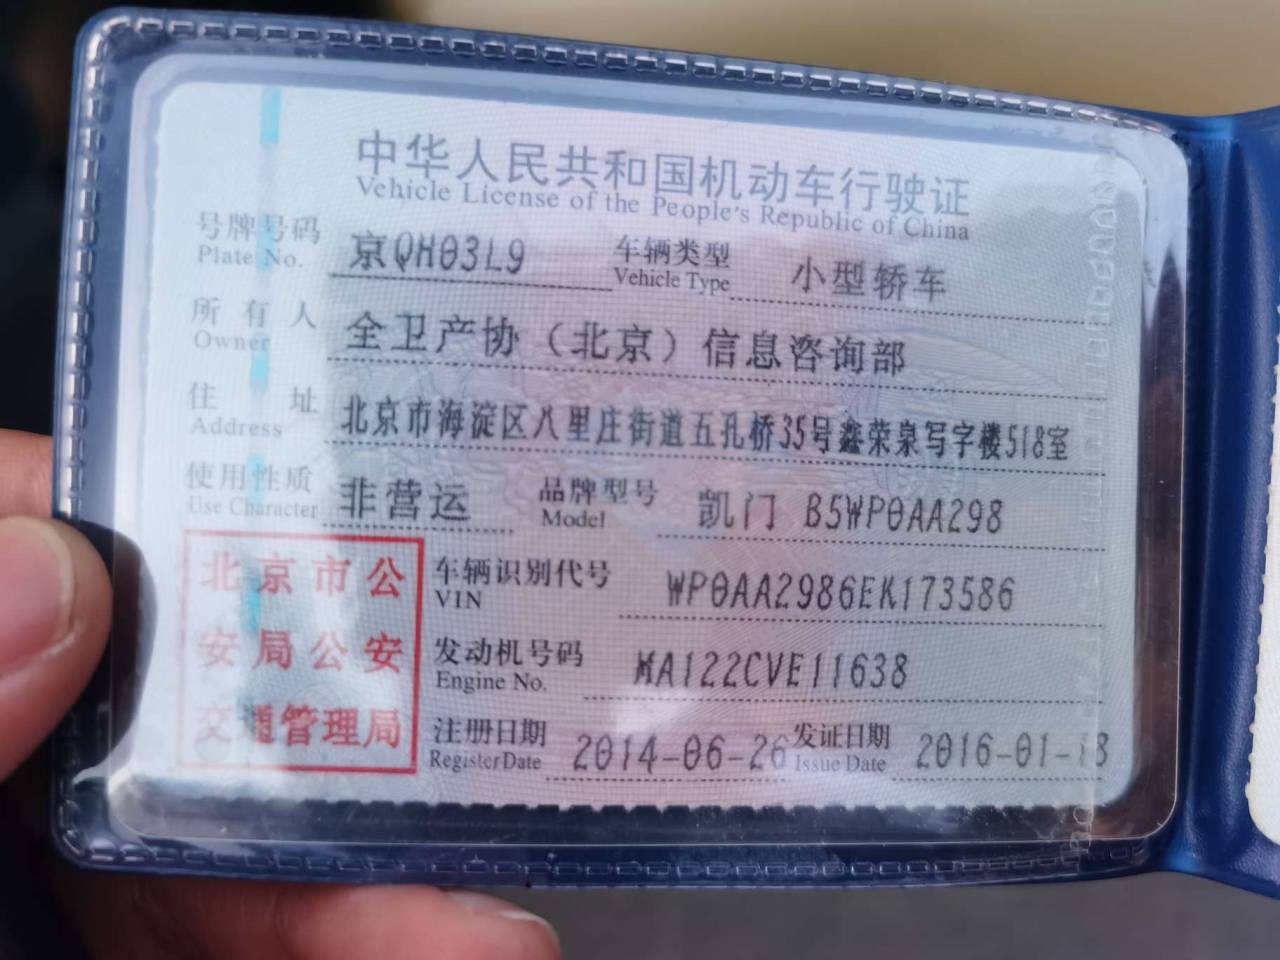 中华人民共和国机动车行驶证
Vehicle License of the People's Republic of China
号牌号码 京QH03L9 车辆类型 小型轿车
Plate No. Vehicle Type
所有人 全卫产协（北京）信息咨询部
Owner
住址 北京市海淀区八里庄街道五孔桥35号鑫荣泉写字楼518室
Address
使用性质 非营运 品牌型号 凯门 B5WP0AA298
Use Character Model
北京市公
安局公安
交通管理局
车辆识别代号 WP0AA2986EK173586
VIN
发动机号码 MA122CVE11638
Engine No.
注册日期 2014-06-26 发证日期 2016-01-18
Register Date Issue Date